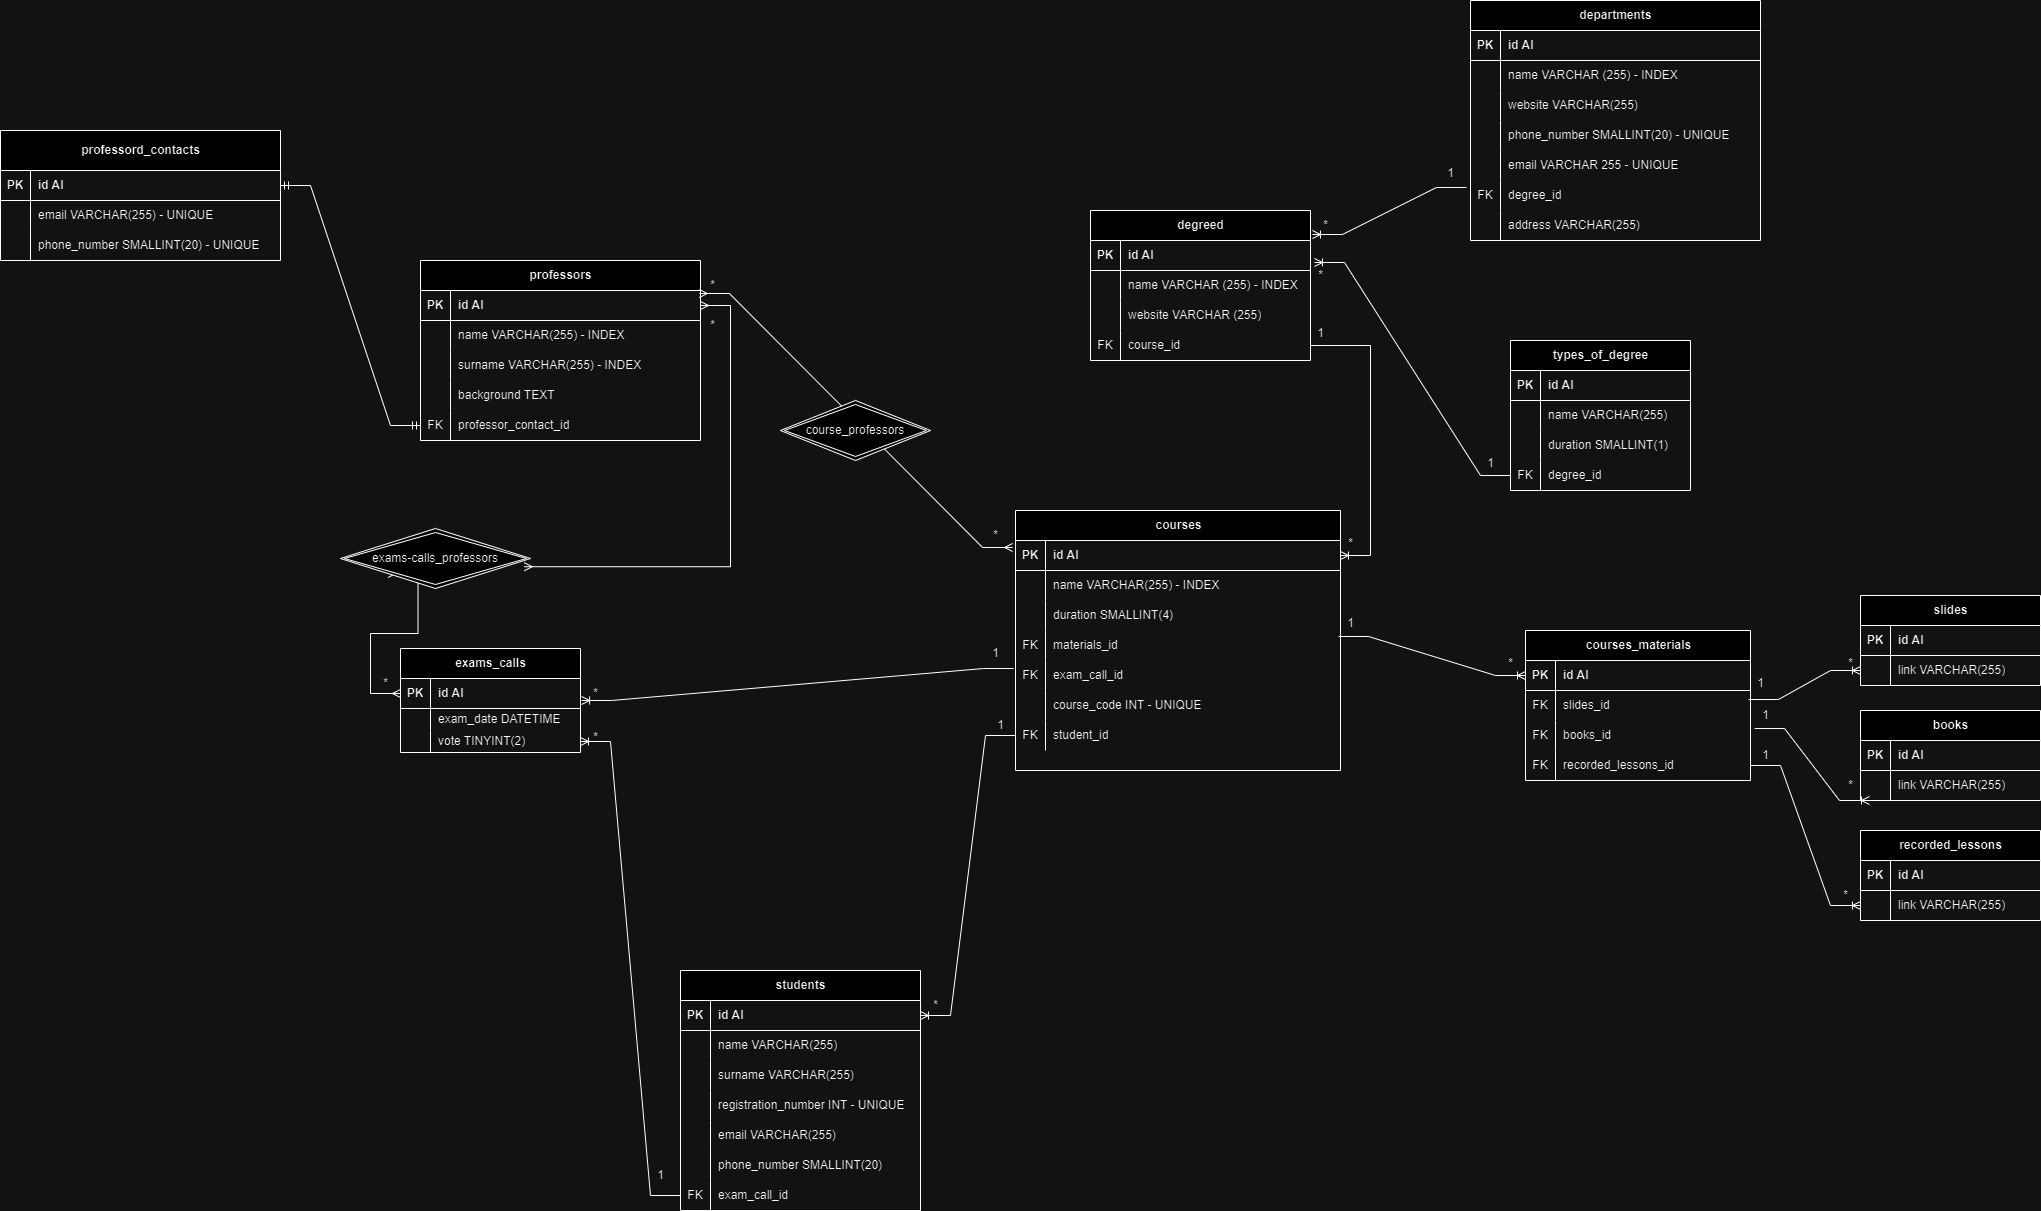 departments
PK id AI
name VARCHAR (255) - INDEX
website VARCHAR(255)
phone_number SMALLINT(20) - UNIQUE
email VARCHAR 255 - UNIQUE
FK degree_id
address VARCHAR(255)
professord_contacts
PK id AI
email VARCHAR(255) - UNIQUE
phone_number SMALLINT(20) - UNIQUE
professors
PK id AI
name VARCHAR(255) - INDEX
surname VARCHAR(255) - INDEX
background TEXT
FK professor_contact_id
*
*
degreed
PK id AI
name VARCHAR (255) - INDEX
website VARCHAR (255)
FK course_id
1
*
*
1
types_of_degree
PK id AI
name VARCHAR(255)
duration SMALLINT(1)
FK degree_id
1
course_professors
exams-calls_professors
courses
PK id AI
name VARCHAR(255) - INDEX
duration SMALLINT(4)
FK materials_id
FK exam_call_id
course_code INT - UNIQUE
FK student_id
*
*
1
1
1
exams_calls
PK id AI
exam_date DATETIME
vote TINYINT(2)
*
*
*
courses_materials
PK id AI
FK slides_id
FK books_id
FK recorded_lessons_id
*
1
1
1
slides
PK id AI
link VARCHAR(255)
*
books
PK id AI
link VARCHAR(255)
*
recorded_lessons
PK id AI
link VARCHAR(255)
*
students
PK id AI
name VARCHAR(255)
surname VARCHAR(255)
registration_number INT - UNIQUE
email VARCHAR(255)
phone_number SMALLINT(20)
FK exam_call_id
*
1